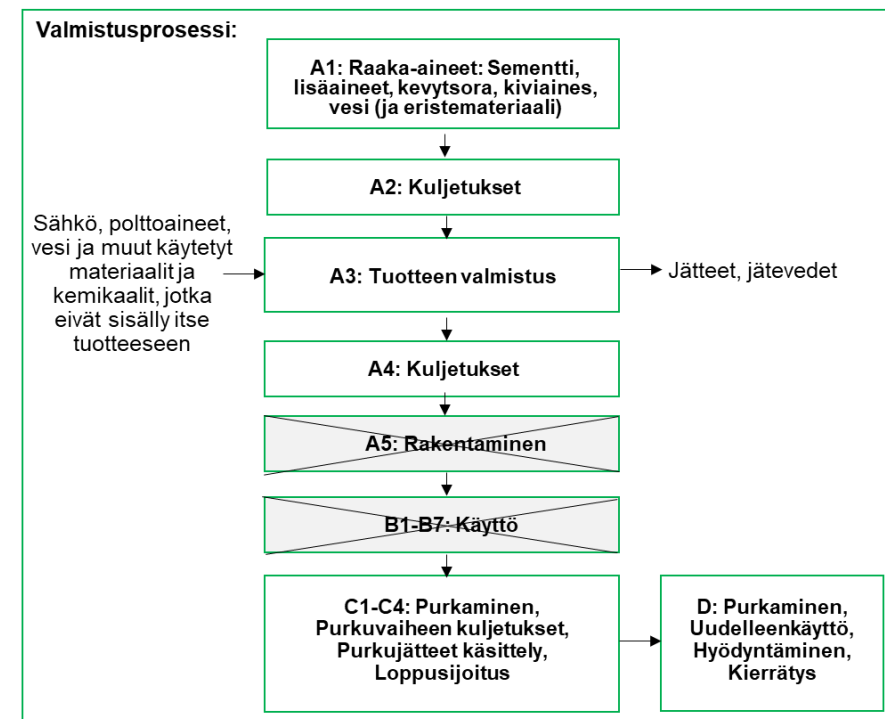 Valmistusprosessi:
A1: Raaka-aineet: Sementti,
lisäaineet, kevytsora, kiviaines,
vesi (ja eristemateriaali)
A2: Kuljetukset
Sähkö, polttoaineet,
vesi ja muut käytetyt
materiaalit ja
kemikaalit, jotka
eivät sisälly itse
tuotteeseen
A3: Tuotteen valmistus
Jätteet, jätevedet
A4: Kuljetukset
A5: Rakentaminen
B1-B7: Käyttö
C1-C4: Purkaminen,
Purkuvaiheen kuljetukset,
Purkujätteet käsittely,
Loppusijoitus
D: Purkaminen,
Uudelleenkäyttö,
Hyödyntäminen,
Kierrätys